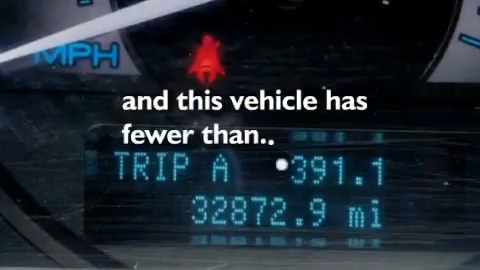 MPH
and this vehicle has
fewer than..
TRIP A 391.1
32872.9 mi